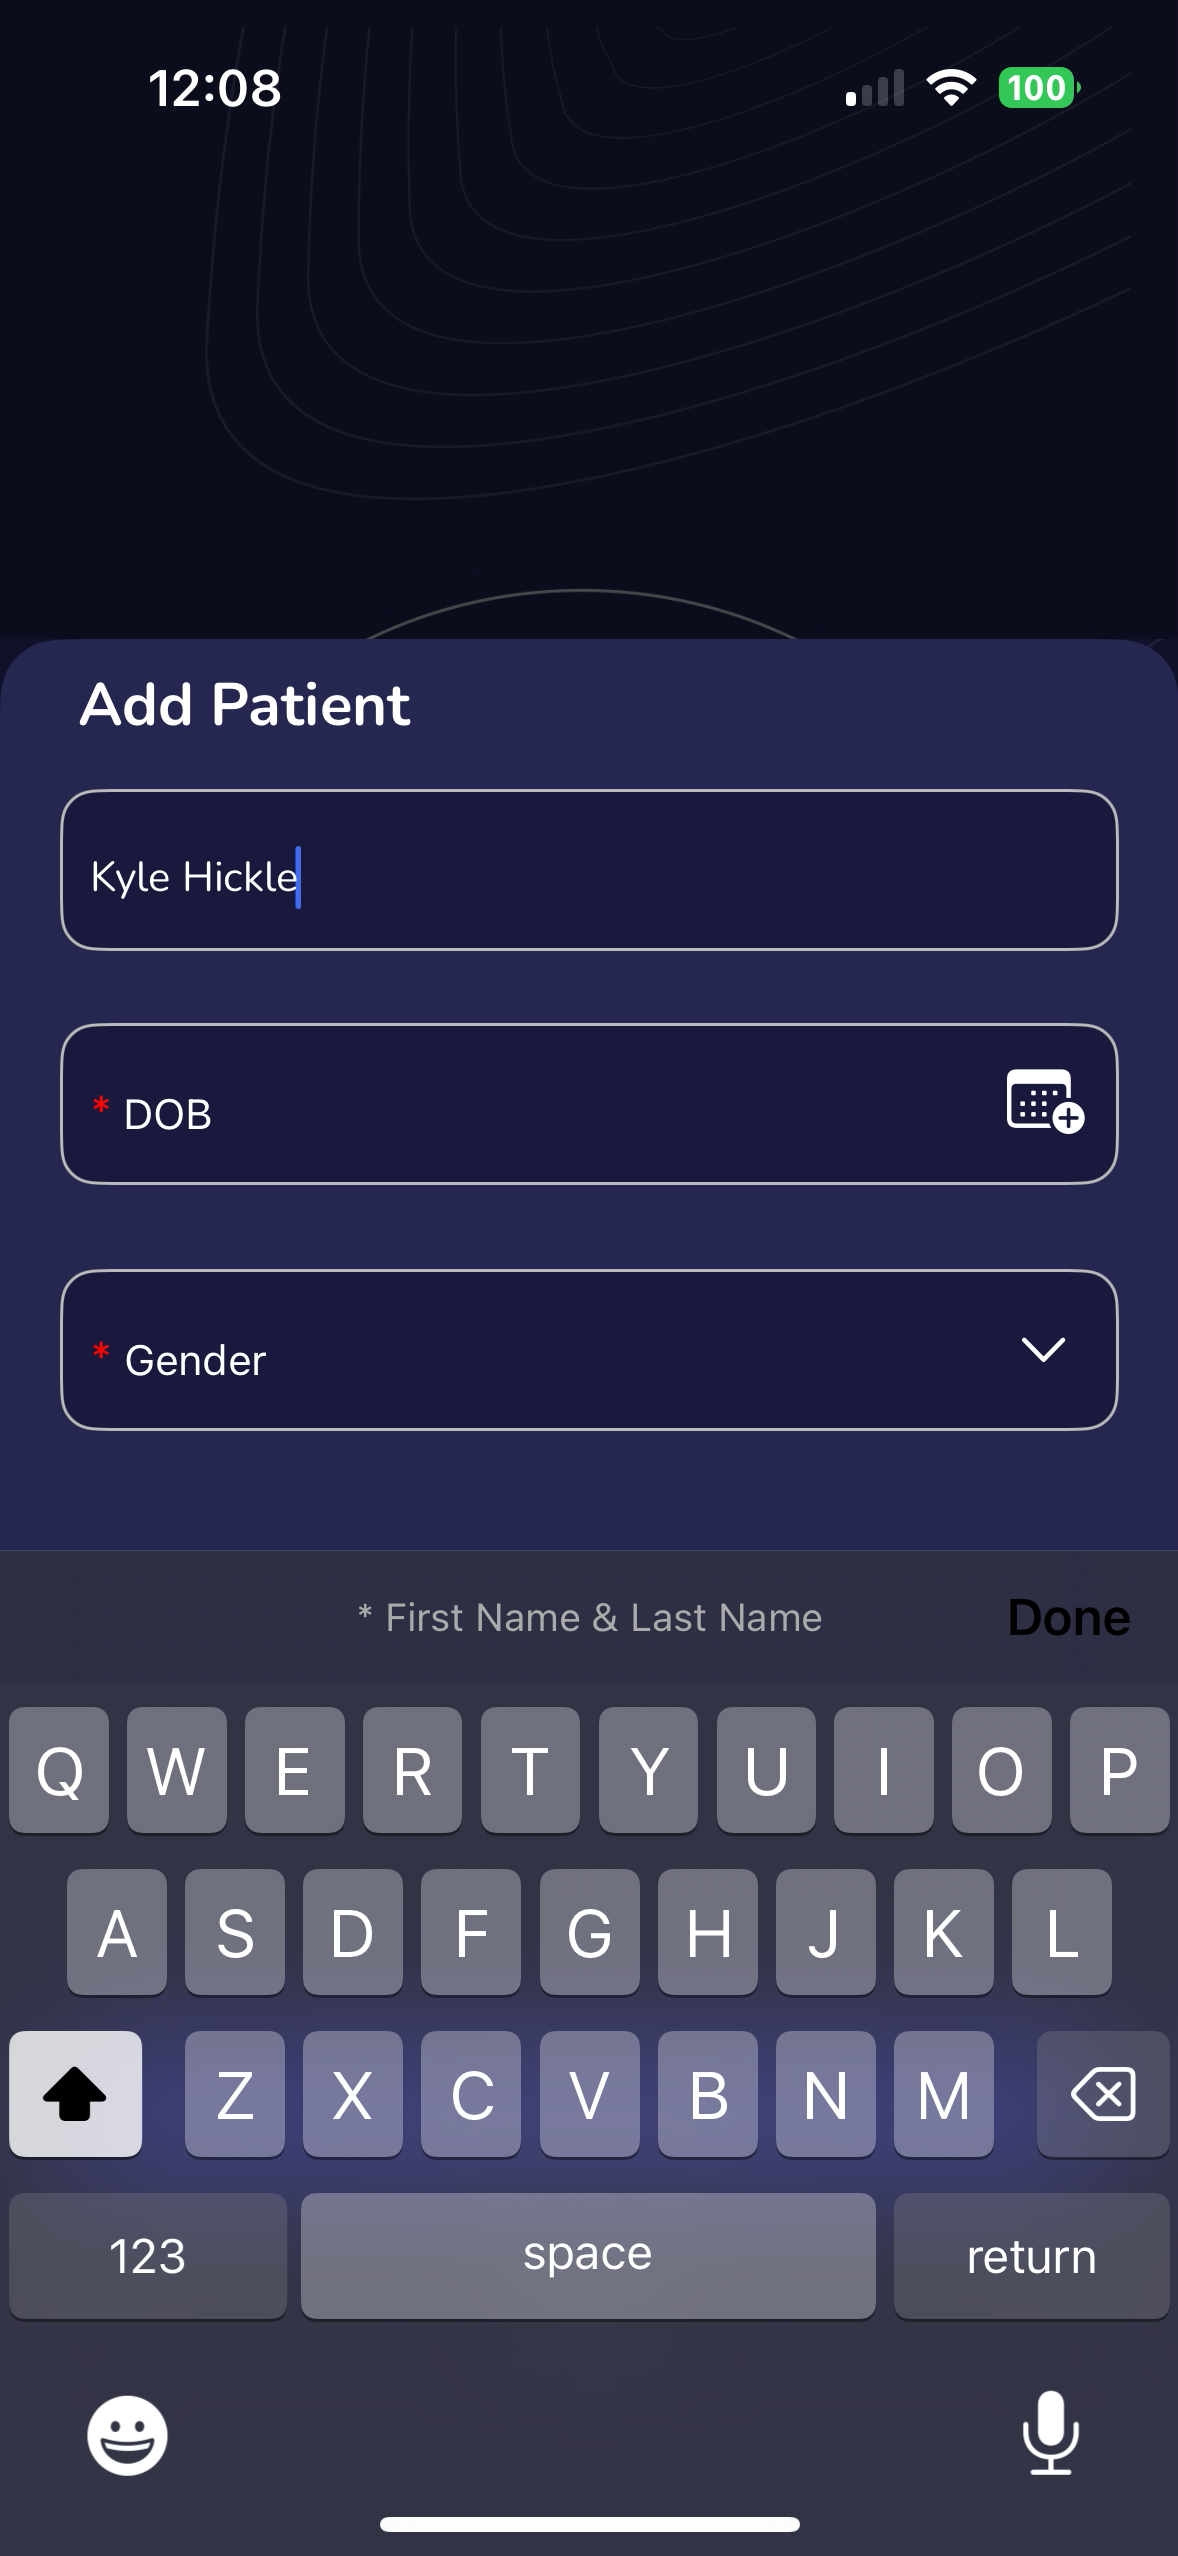 12:08
100
Add Patient
Kyle Hickle
* DOB
* Gender
* First Name & Last Name
Done
Q W E R T Y U I O P
A S D F G H J K L
Z X C V B N M
123 space return